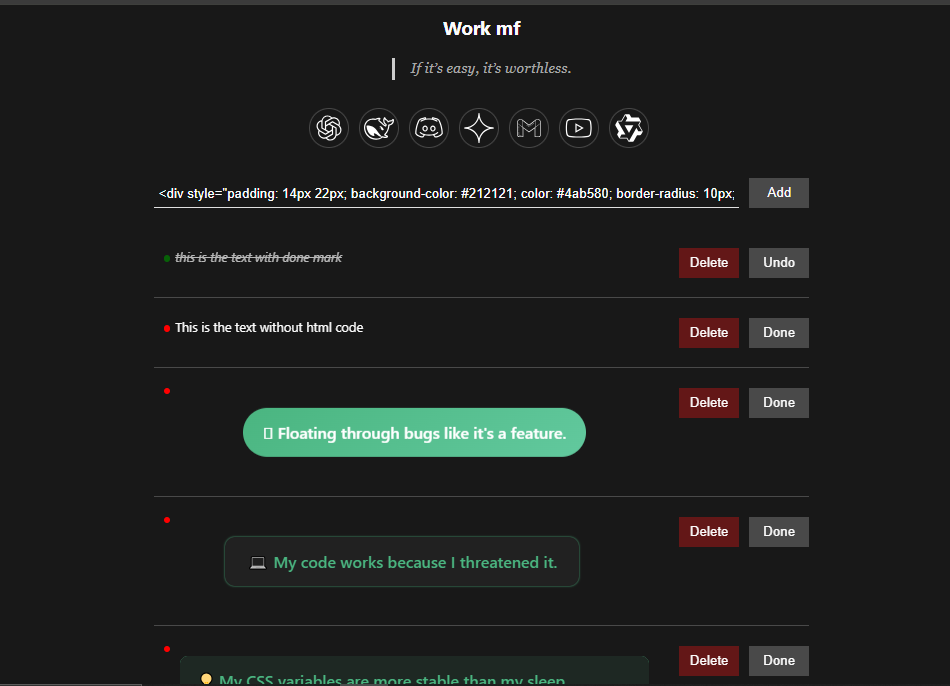 Work mf
If it's easy, it's worthless.
<div style="padding: 14px 22px; background-color: #212121; color: #4ab580; border-radius: 10px;
Add
this is the text with done mark
Delete
Undo
This is the text without html code
Delete
Done
Delete
Done
Floating through bugs like it's a feature.
Delete
Done
💻 My code works because I threatened it.
Delete
Done
💡 My CSS variables are more stable than my sleep